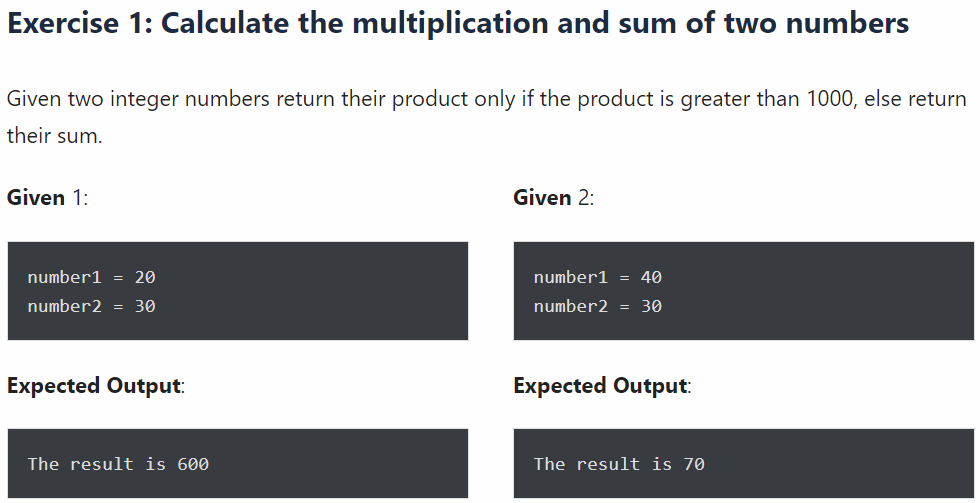 Exercise 1: Calculate the multiplication and sum of two numbers
Given two integer numbers return their product only if the product is greater than 1000, else return
their sum.
Given 1:
number1 = 20
number2 = 30
Expected Output:
The result is 600
Given 2:
number1 = 40
number2 = 30
Expected Output:
The result is 70